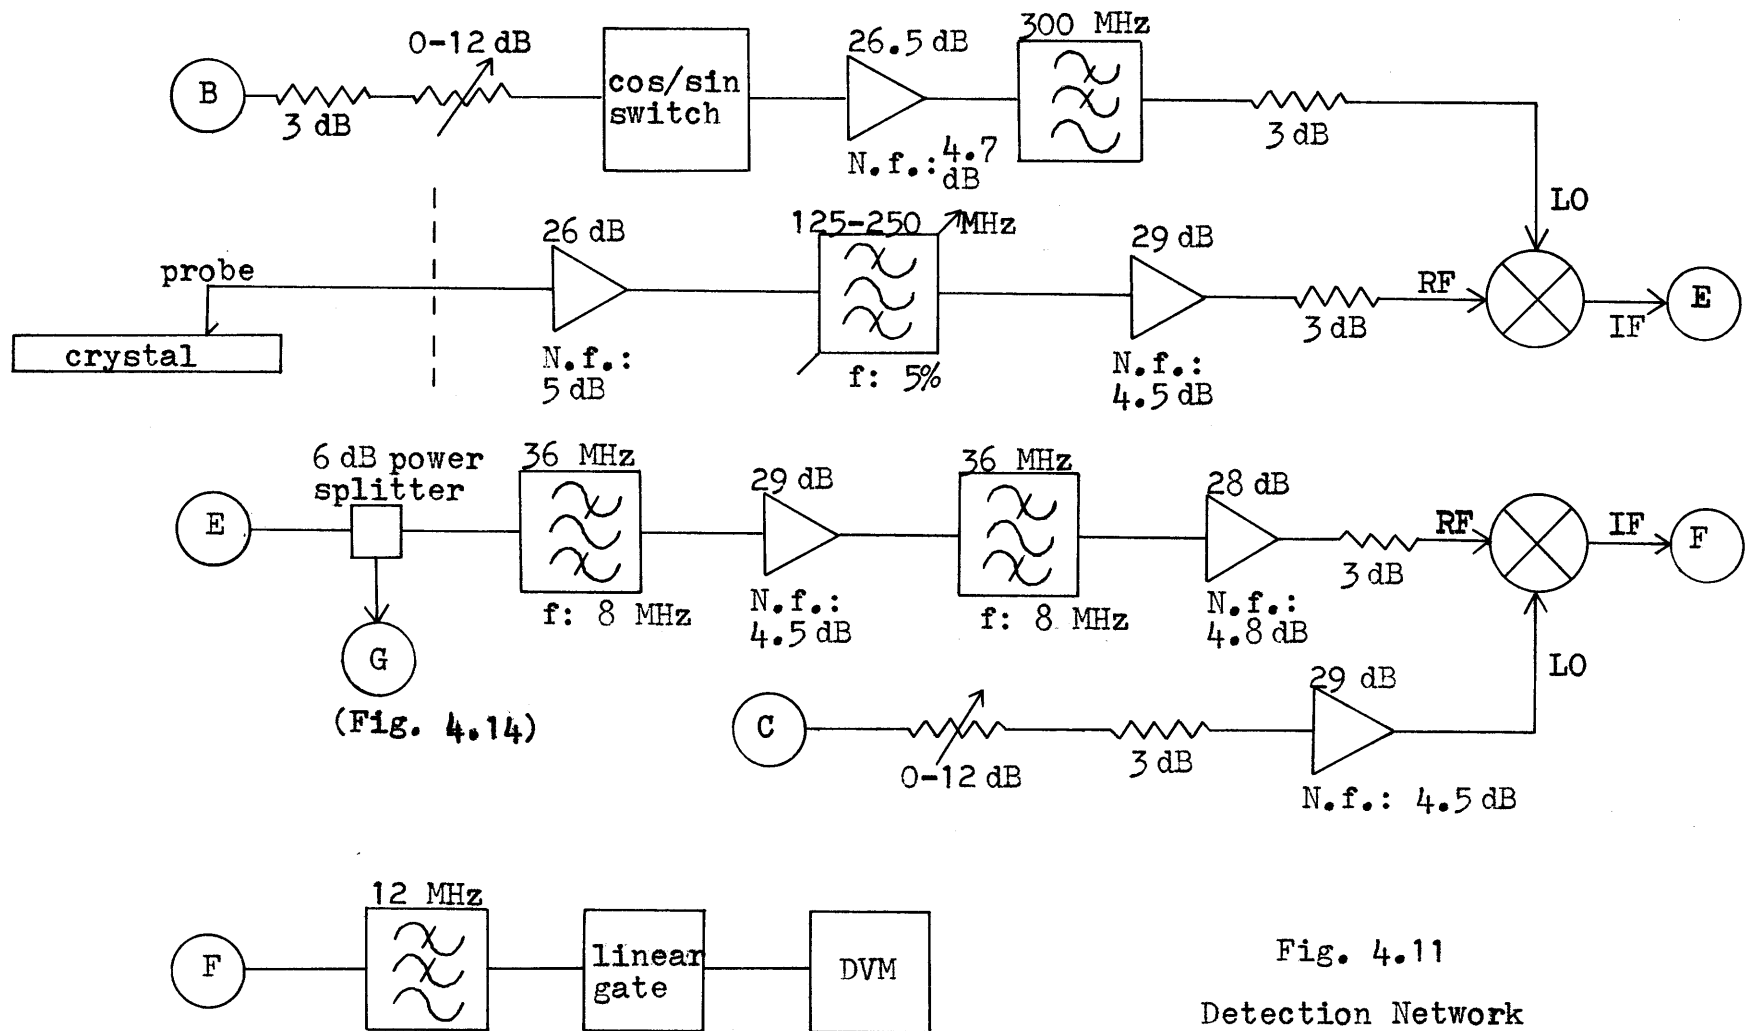 300 MHz
0-12 dB
26.5 dB
B
cos/sin
switch
3 dB
3 dB
N.f.: 4.7
dB
LO
125-250 MHz
26 dB
29 dB
probe
RF
E
3 dB
IF
crystal
N.f.:
5 dB
f: 5%
N.f.:
4.5 dB
6 dB power
splitter
36 MHz
36 MHz
29 dB
28 dB
E
RF
IF
F
3 dB
f: 8 MHz
N.f.:
4.5 dB
f: 8 MHz
N.f.:
4.8 dB
G
LO
29 dB
(Fig. 4.14)
C
0-12 dB
3 dB
N.f.: 4.5 dB
12 MHz
F
linear
gate
DVM
Fig. 4.11
Detection Network